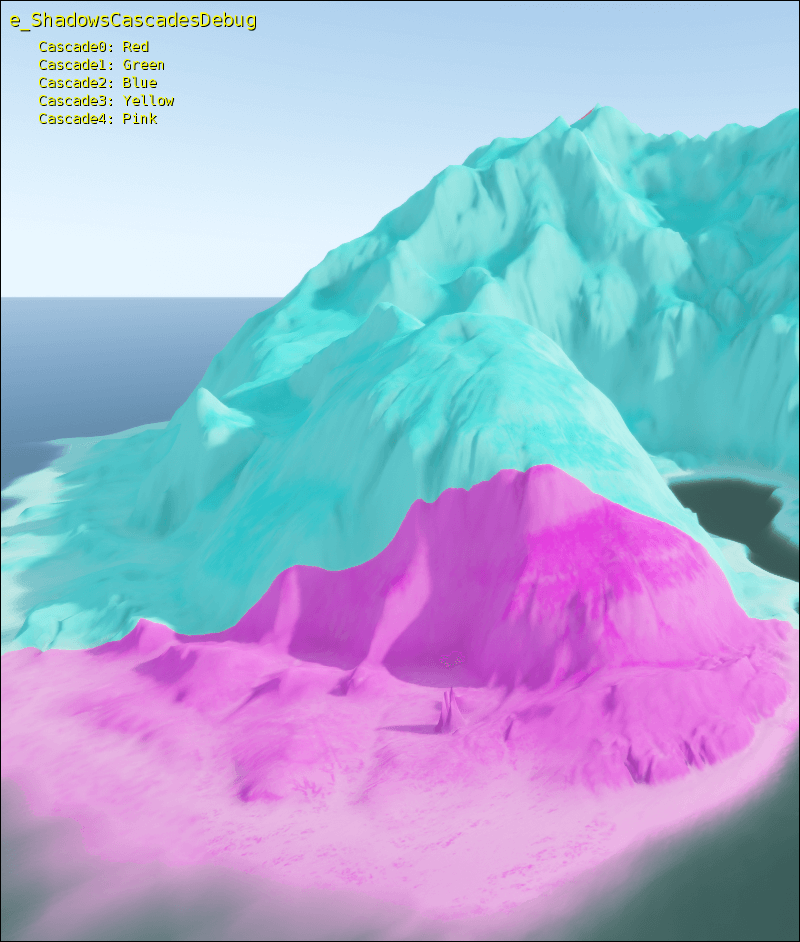 e_ShadowsCascadesDebug
Cascade0: Red
Cascade1: Green
Cascade2: Blue
Cascade3: Yellow
Cascade4: Pink